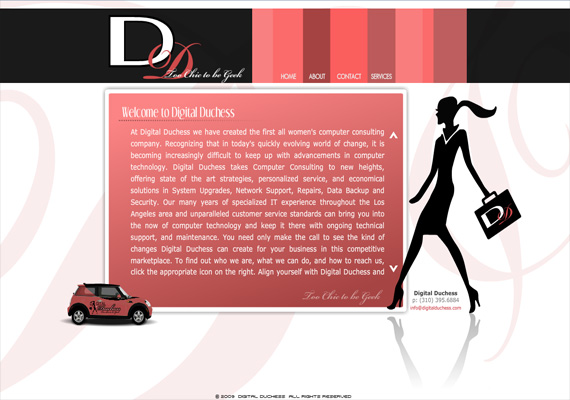 DD
Too Chic to be Geek
HOME ABOUT CONTACT SERVICES
Welcome to Digital Duchess
At Digital Duchess we have created the first all women's computer consulting
company. Recognizing that in today's quickly evolving world of change, it is
becoming increasingly difficult to keep up with advancements in computer
technology. Digital Duchess takes Computer Consulting to new heights,
offering state of the art strategies, personalized service, and economical
solutions in System Upgrades, Network Support, Repairs, Data Backup and
Security. Our many years of specialized IT experience throughout the Los
Angeles area and unparalleled customer service standards can bring you into
the now of computer technology and keep it there with ongoing technical
support, and maintenance. You need only make the call to see the kind of
changes Digital Duchess can create for your business in this competitive
marketplace. To find out who we are, what we can do, and how to reach us,
click the appropriate icon on the right. Align yourself with Digital Duchess and
Too Chic to be Geek
DD
Digital Duchess
p: (310) 395.6884
info@digitalduchess.com
© 2009 DIGITAL DUCHESS ALL RIGHTS RESERVED